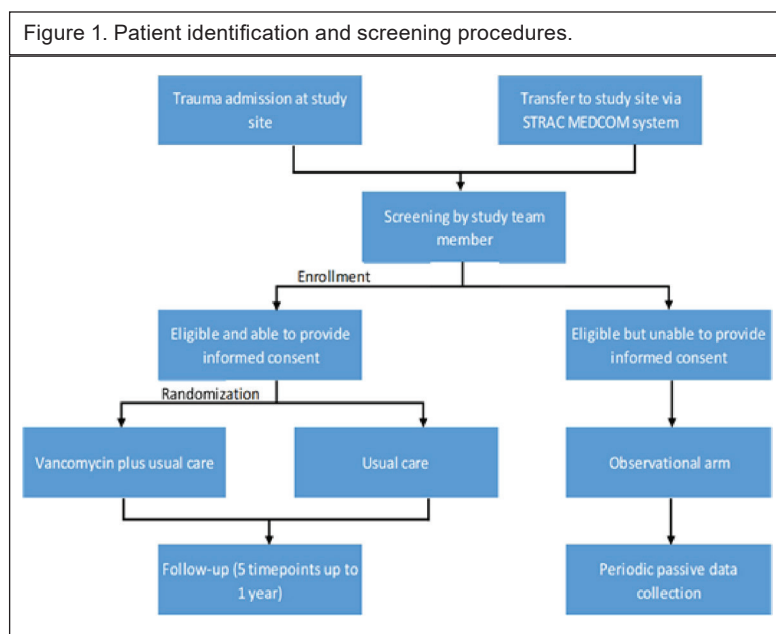 Figure 1. Patient identification and screening procedures.
Trauma admission at study
site
Transfer to study site via
STRAC MEDCOM system
Screening by study team
member
Enrollment
Eligible and able to provide
informed consent
Eligible but unable to provide
informed consent
Randomization
Vancomycin plus usual care
Usual care
Observational arm
Follow-up (5 timepoints up to
1 year)
Periodic passive data
collection